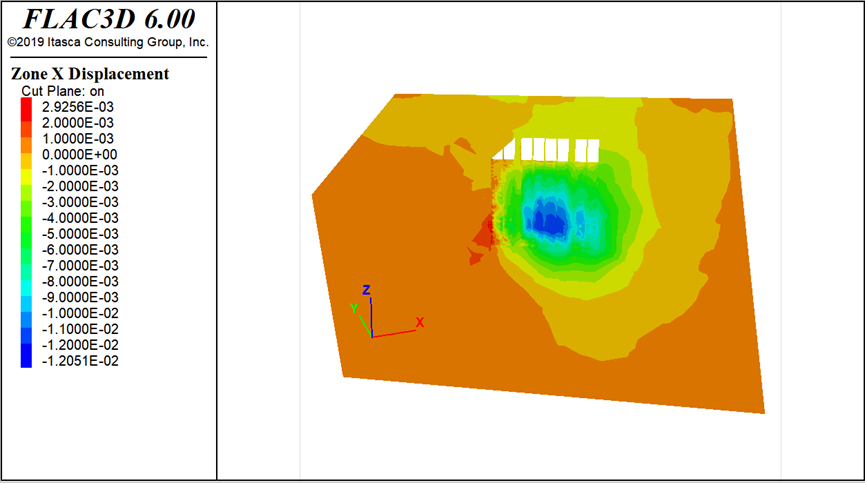 FLAC3D 6.00
©2019 Itasca Consulting Group, Inc.
Zone X Displacement
Cut Plane: on
2.9256E-03
2.0000E-03
1.0000E-03
0.0000E+00
-1.0000E-03
-2.0000E-03
-3.0000E-03
-4.0000E-03
-5.0000E-03
-6.0000E-03
-7.0000E-03
-8.0000E-03
-9.0000E-03
-1.0000E-02
-1.1000E-02
-1.2000E-02
-1.2051E-02
Z
Y
X